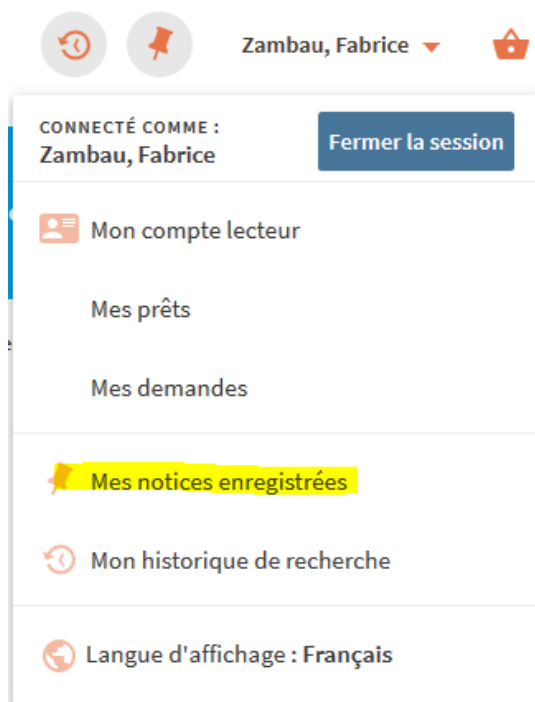 Zambau, Fabrice
CONNECTÉ COMME :
Zambau, Fabrice
Fermer la session
Mon compte lecteur
Mes prêts
Mes demandes
Mes notices enregistrées
Mon historique de recherche
Langue d'affichage : Français